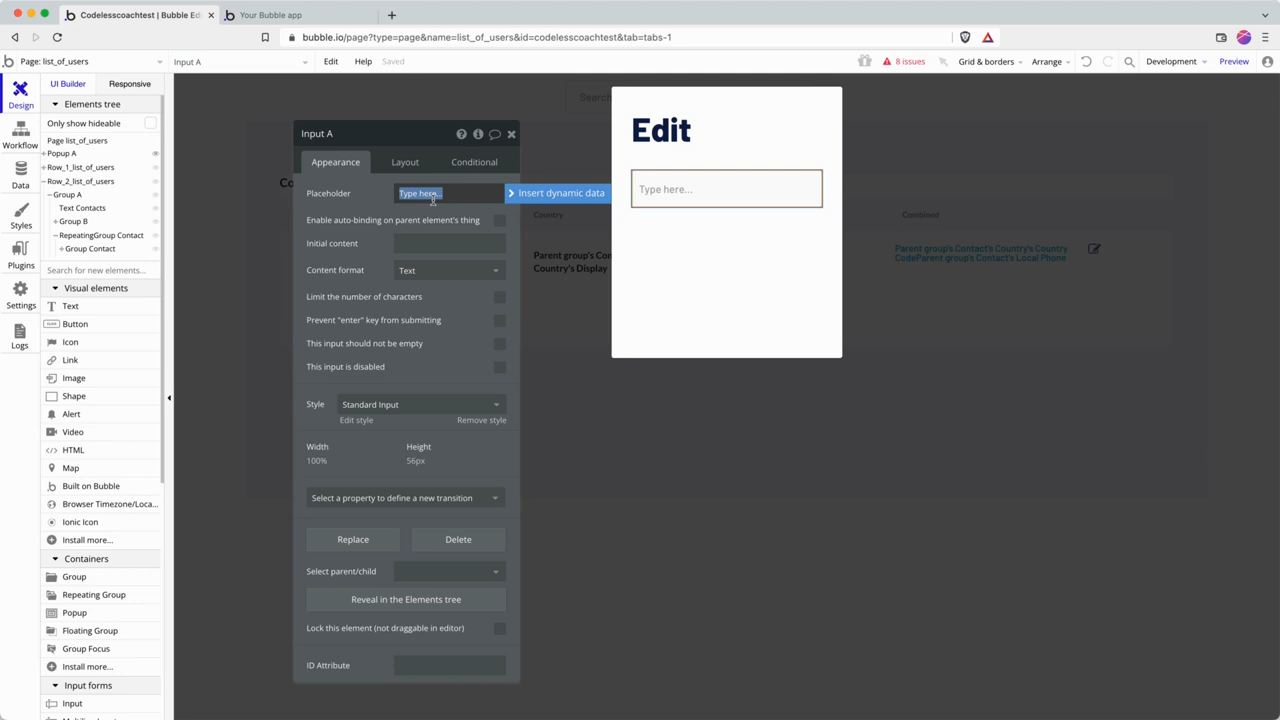 Codelesscoachtest | Bubble Ed
Your Bubble app
bubble.io/page?type=page&name=list_of_users&id=codelesscoachtest&tab=tabs-1
Page: list_of_users
Input A
Edit
Help
Saved
8 issues
Grid & borders
Arrange
Development
Preview
Design
Workflow
Data
Styles
Plugins
Settings
Logs
UI Builder
Responsive
Elements tree
Only show hideable
Page list_of_users
Popup A
Row_1_list_of_users
Row_2_list_of_users
Group A
Text Contacts
Group B
RepeatingGroup Contact
Group Contact
Search for new elements...
Visual elements
Text
Button
Icon
Link
Image
Shape
Alert
Video
HTML
Map
Built on Bubble
Browser Timezone/Loca...
Ionic Icon
Install more...
Containers
Group
Repeating Group
Popup
Floating Group
Group Focus
Install more...
Input forms
Input
Input A
Appearance
Layout
Conditional
Placeholder
Type here...
Insert dynamic data
Enable auto-binding on parent element's thing
Initial content
Content format
Text
Limit the number of characters
Prevent "enter" key from submitting
This input should not be empty
This input is disabled
Style
Standard Input
Edit style
Remove style
Width
Height
100%
56px
Select a property to define a new transition
Replace
Delete
Select parent/child
Reveal in the Elements tree
Lock this element (not draggable in editor)
ID Attribute
Edit
Type here...
Search
Co
Country
Combined
Parent group's Con
Country's Display
Parent group's Contact's Country's Country
CodeParent group's Contact's Local Phone